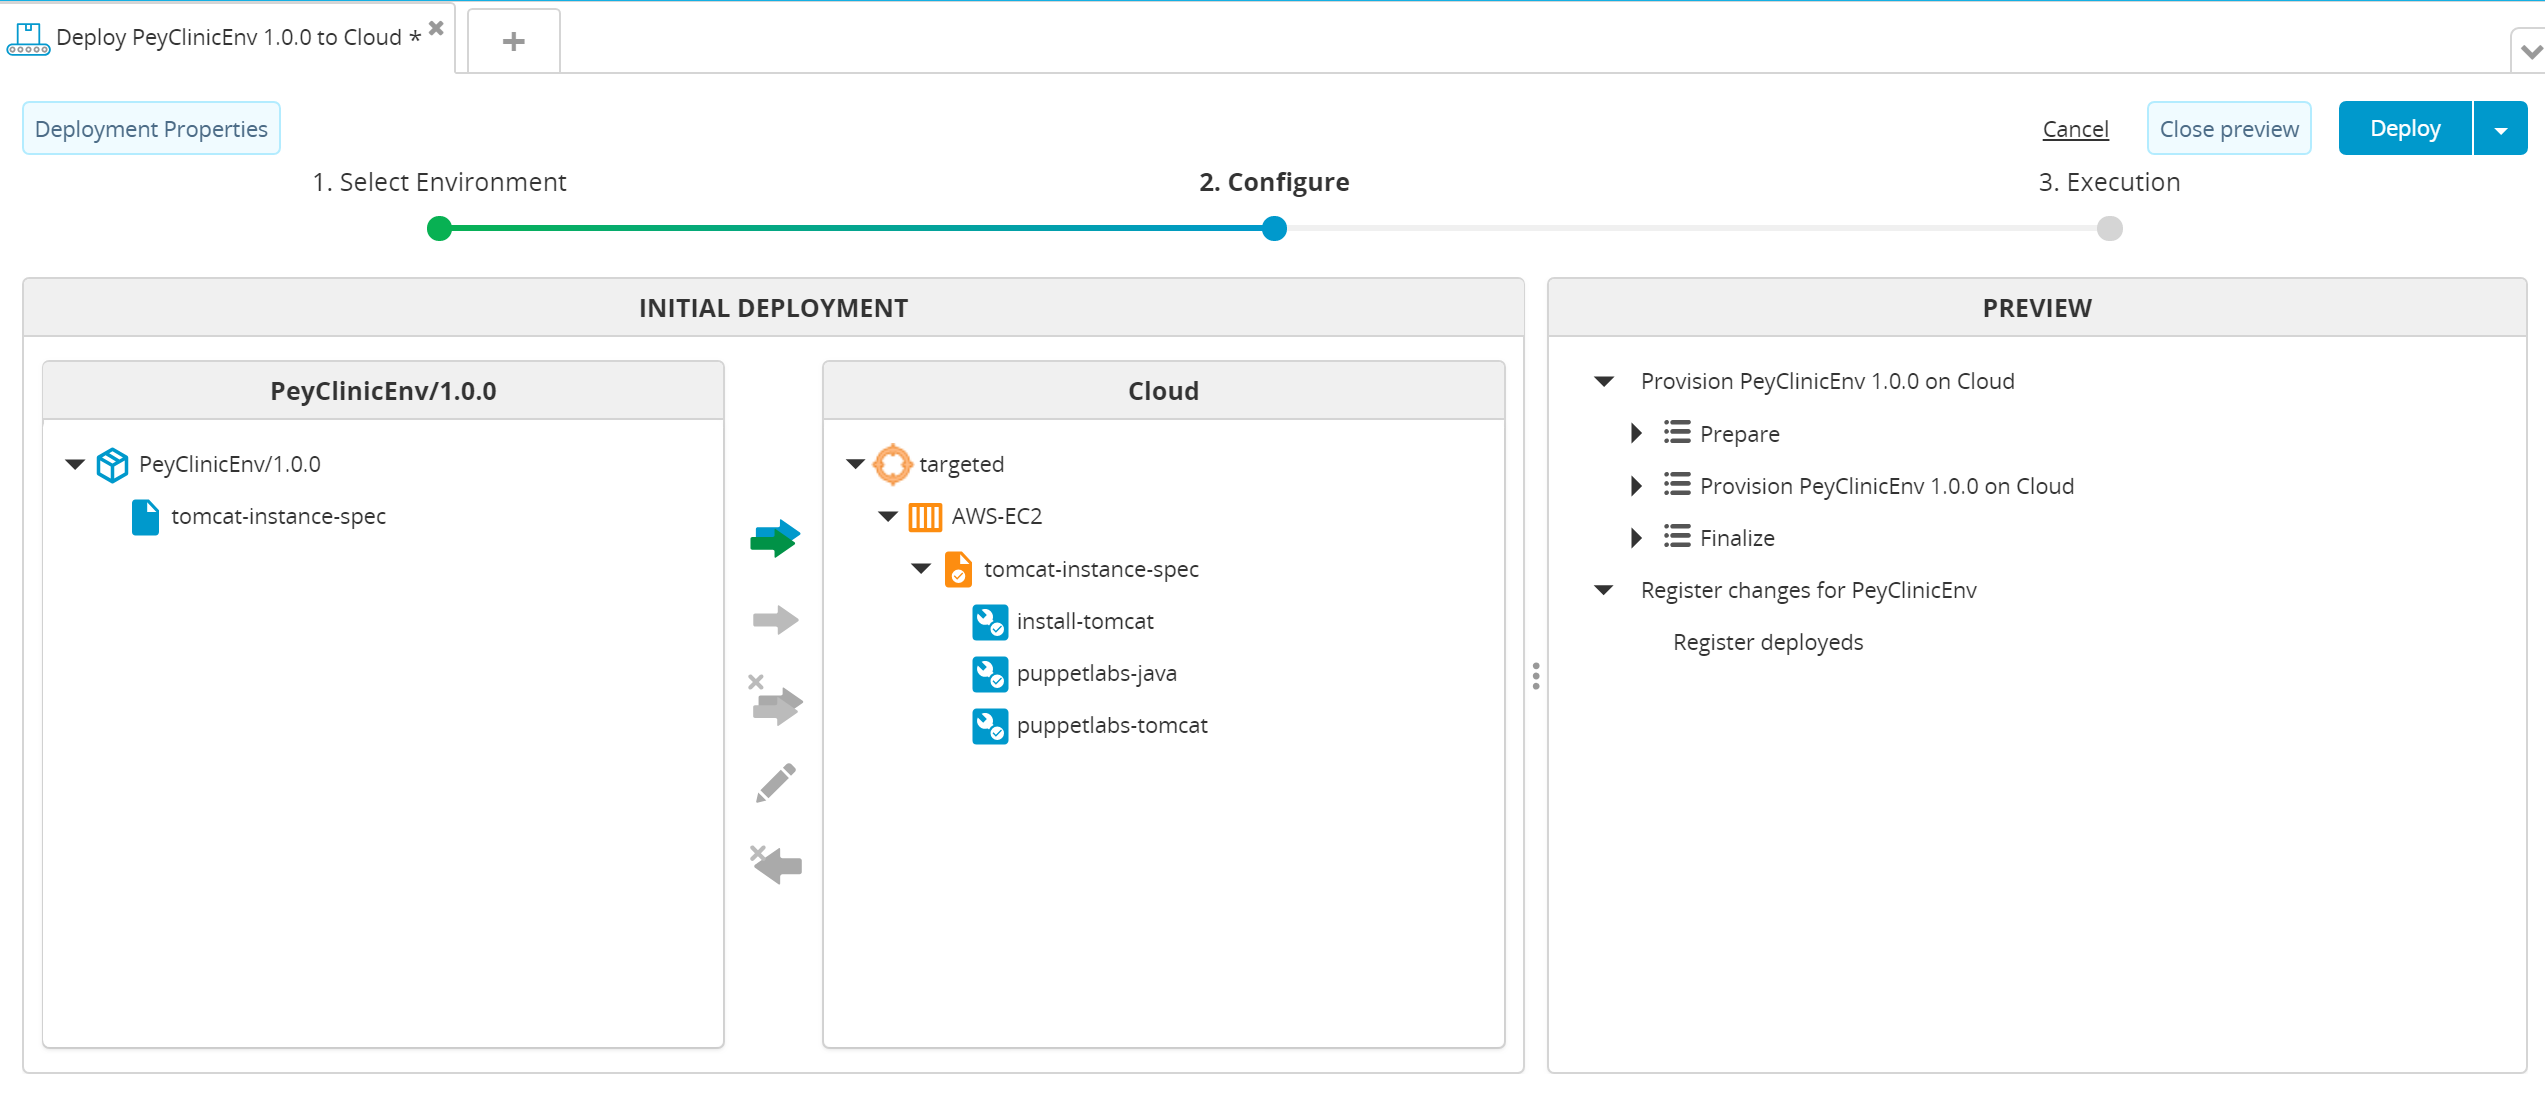 Deploy PeyClinicEnv 1.0.0 to Cloud *
Deployment Properties
Cancel
Close preview
Deploy
1. Select Environment
2. Configure
3. Execution
INITIAL DEPLOYMENT
PeyClinicEnv/1.0.0
PeyClinicEnv/1.0.0
tomcat-instance-spec
Cloud
targeted
AWS-EC2
tomcat-instance-spec
install-tomcat
puppetlabs-java
puppetlabs-tomcat
PREVIEW
Provision PeyClinicEnv 1.0.0 on Cloud
Prepare
Provision PeyClinicEnv 1.0.0 on Cloud
Finalize
Register changes for PeyClinicEnv
Register deployeds